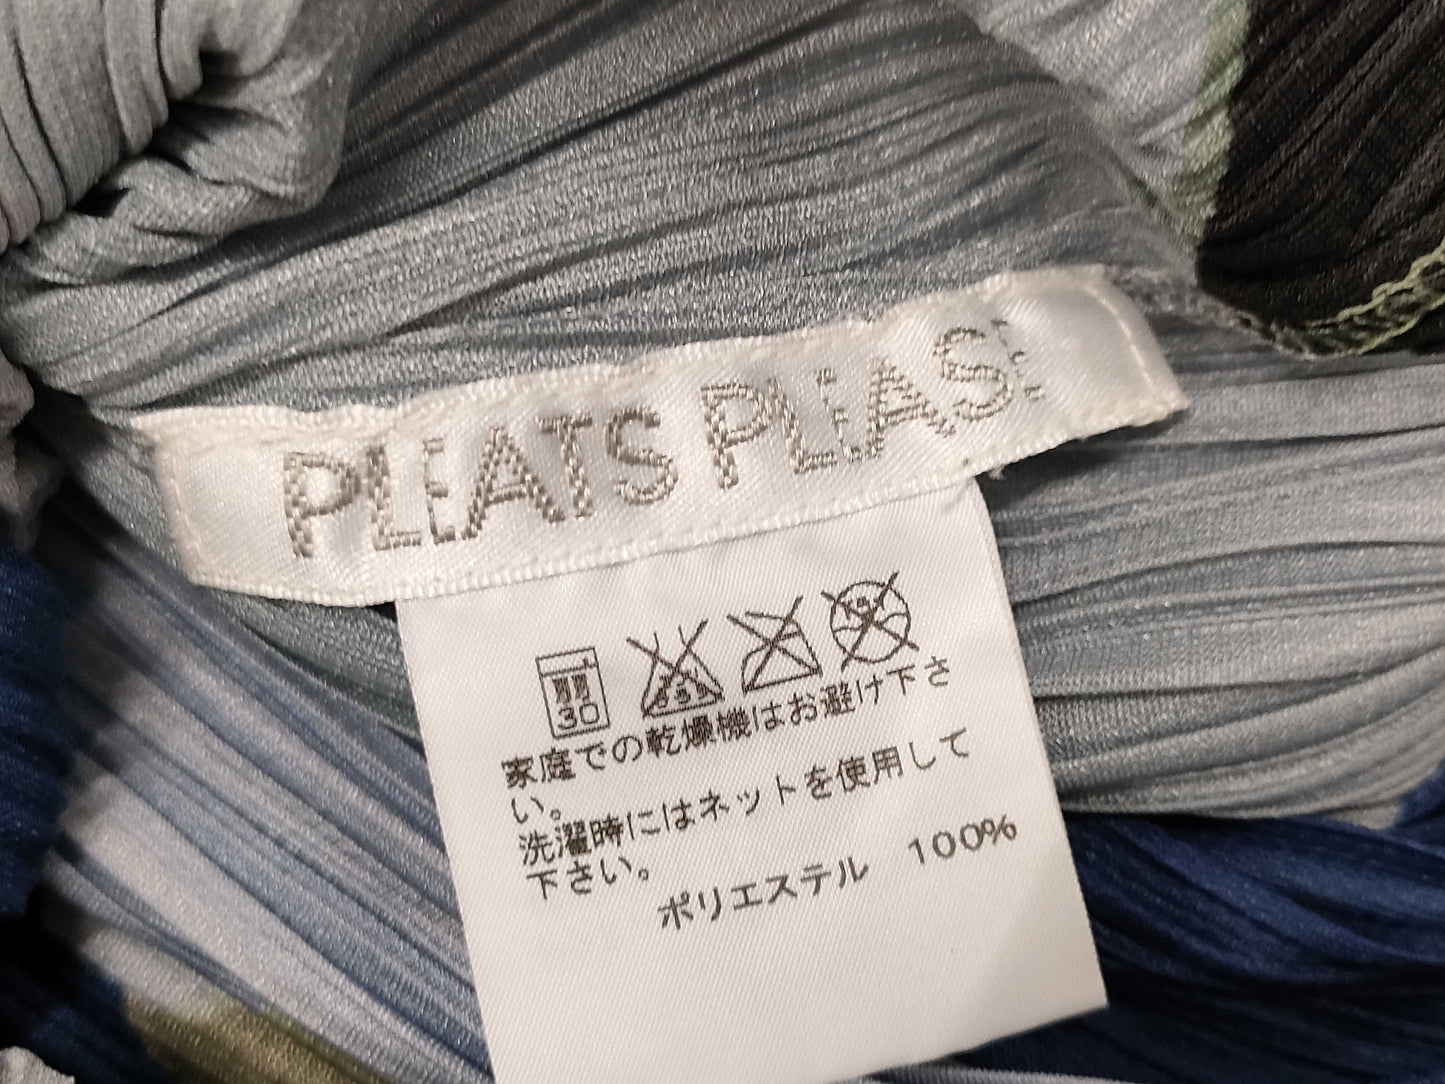 PLEATS PLEASE
30
家庭での乾燥機はお避け下さ
い。
洗濯時にはネットを使用して
下さい。
ポリエステル 100%